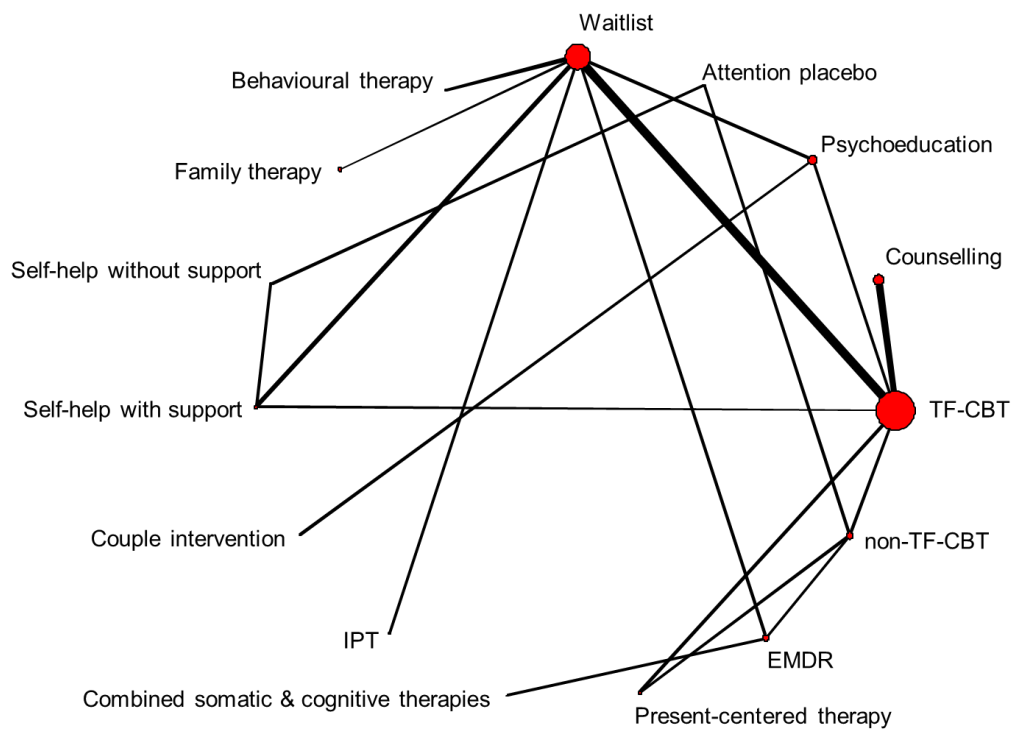 Waitlist
Attention placebo
Behavioural therapy
Psychoeducation
Family therapy
Counselling
Self-help without support
Self-help with support
TF-CBT
Couple intervention
non-TF-CBT
IPT
EMDR
Combined somatic & cognitive therapies
Present-centered therapy